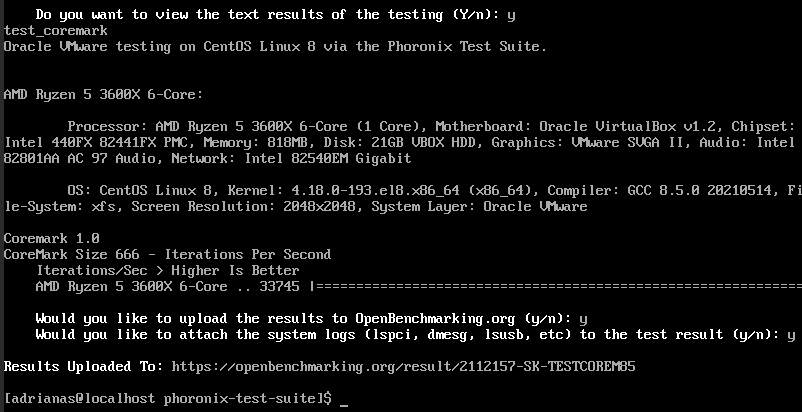 Do you want to view the text results of the testing (Y/n): y
test_coremark
Oracle VMware testing on CentOS Linux 8 via the Phoronix Test Suite.
AMD Ryzen 5 3600X 6-Core:
Processor: AMD Ryzen 5 3600X 6-Core (1 Core), Motherboard: Oracle VirtualBox v1.2, Chipset:
Intel 440FX 82441FX PMC, Memory: 818MB, Disk: 21GB VBOX HDD, Graphics: VMware SVGA II, Audio: Intel
82801AA AC 97 Audio, Network: Intel 82540EM Gigabit
OS: CentOS Linux 8, Kernel: 4.18.0-193.el8.x86_64 (x86_64), Compiler: GCC 8.5.0 20210514, Fi
le-System: xfs, Screen Resolution: 2048x2048, System Layer: Oracle VMware
Coremark 1.0
CoreMark Size 666 - Iterations Per Second
Iterations/Sec > Higher Is Better
AMD Ryzen 5 3600X 6-Core .. 33745 |============================================================
Would you like to upload the results to OpenBenchmarking.org (y/n): y
Would you like to attach the system logs (lspci, dmesg, lsusb, etc) to the test result (y/n): y
Results Uploaded To: https://openbenchmarking.org/result/2112157-SK-TESTCOREM85
[adrianas@localhost phoronix-test-suite]$ _